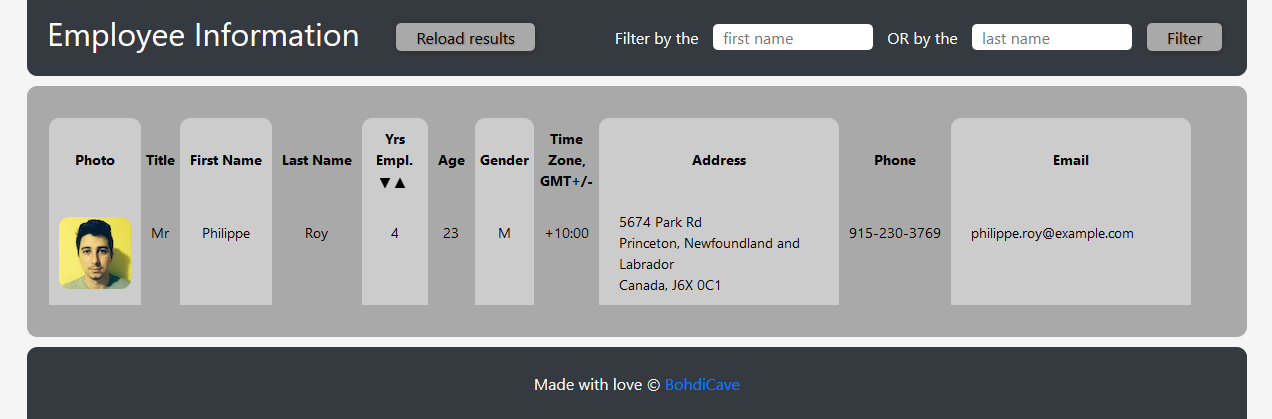 Employee Information
Reload results
Filter by the first name OR by the last name Filter
Photo Title First Name Last Name Yrs Empl. ▼▲ Age Gender Time Zone, GMT+/- Address Phone Email
Mr Philippe Roy 4 23 M +10:00
5674 Park Rd
Princeton, Newfoundland and
Labrador
Canada, J6X 0C1
915-230-3769
philippe.roy@example.com
Made with love © BohdiCave